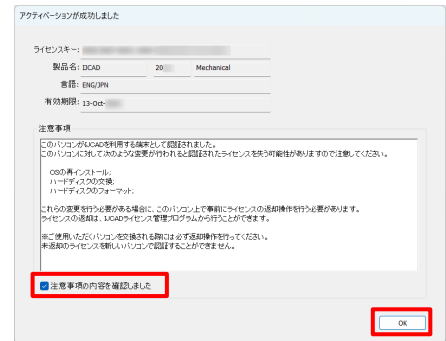 アクティベーションが成功しました
ライセンスキー:
製品名: IJCAD 20 Mechanical
言語: ENG/JPN
有効期限: 13-Oct-
注意事項
このパソコンがIJCADを利用する端末として認証されました。
このパソコンに対して次のような変更が行われると認証されたライセンスを失う可能性がありますので注意してください。
OSの再インストール;
ハードディスクの交換;
ハードディスクのフォーマット;
これらの変更を行う必要がある場合に、このパソコン上で事前にライセンスの返却操作を行う必要があります。
ライセンスの返却は、IJCADライセンス管理プログラムから行うことができます。
※ご使用いただくパソコンを交換される際には必ず返却操作を行ってください。
未返却のライセンスを新しいパソコンで認証することができません。
注意事項の内容を確認しました
OK